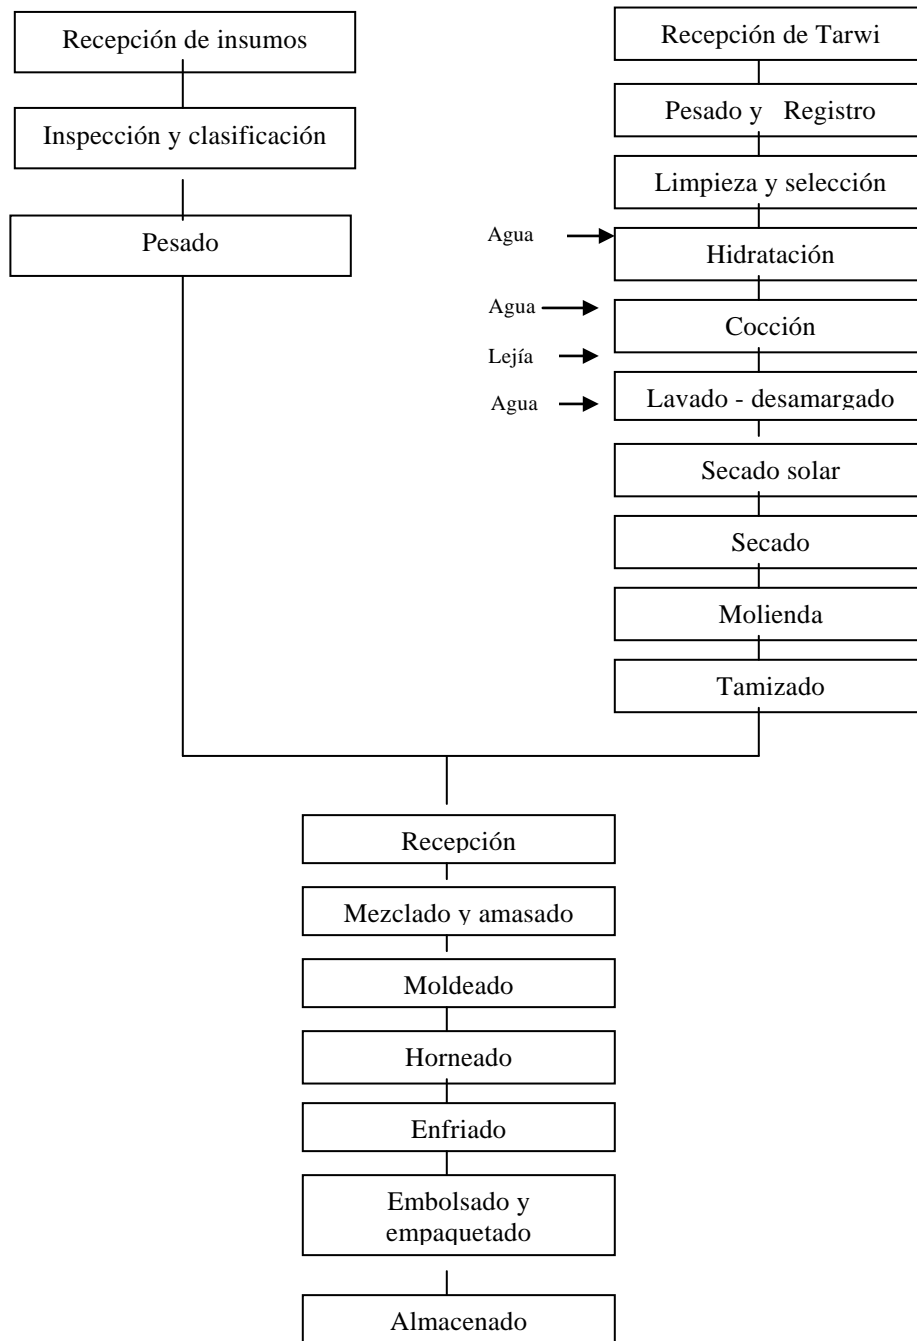 Recepción de insumos
Inspección y clasificación
Pesado
Recepción de Tarwi
Pesado y Registro
Limpieza y selección
Agua
Hidratación
Agua
Cocción
Lejía
Agua
Lavado - desamargado
Secado solar
Secado
Molienda
Tamizado
Recepción
Mezclado y amasado
Moldeado
Horneado
Enfriado
Embolsado y
empaquetado
Almacenado